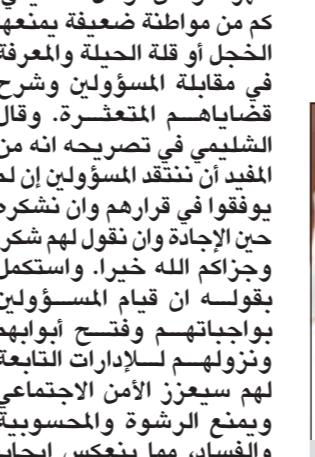 كم من مواطنة ضعيفة يمنعها
الخجل أو قلة الحيلة والمعرفة
في مقابلة المسؤولين وشرح
قضاياهم المتعثرة. وقال
الشليمي في تصريحه انه من
المفيد أن ننتقد المسؤولين إن لم
يوفقوا في قرارهم وان نشكره
حين الإجادة وان نقول لهم شكر
وجزاكم الله خيرا. واستكمل
بقوله ان قيام المسؤولين
بواجباتهم وفتح أبوابهم
ونزولهم للإدارات التابعة
لهم سيعزز الأمن الاجتماعي
ويمنع الرشوة والمحسوبية
والفساد، مما ينعكس إيجاب